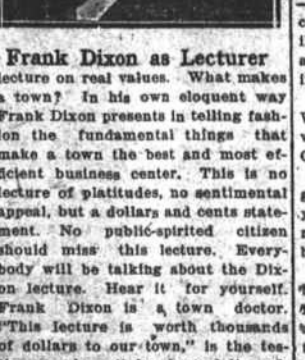 Frank Dixon as Lecturer
lecture on real values. What makes
a town? In his own eloquent way
Frank Dixon presents in telling fash-
ion the fundamental things that
make a town the best and most ef-
ficient business center. This is no
lecture of platitudes, no sentimental
appeal, but a dollars and cents state-
ment. No public-spirited citizen
should miss this lecture. Every-
body will be talking about the Dix-
on lecture. Hear it for yourself.
Frank Dixon is a town doctor.
"This lecture is worth thousands
of dollars to our town," is the tes-